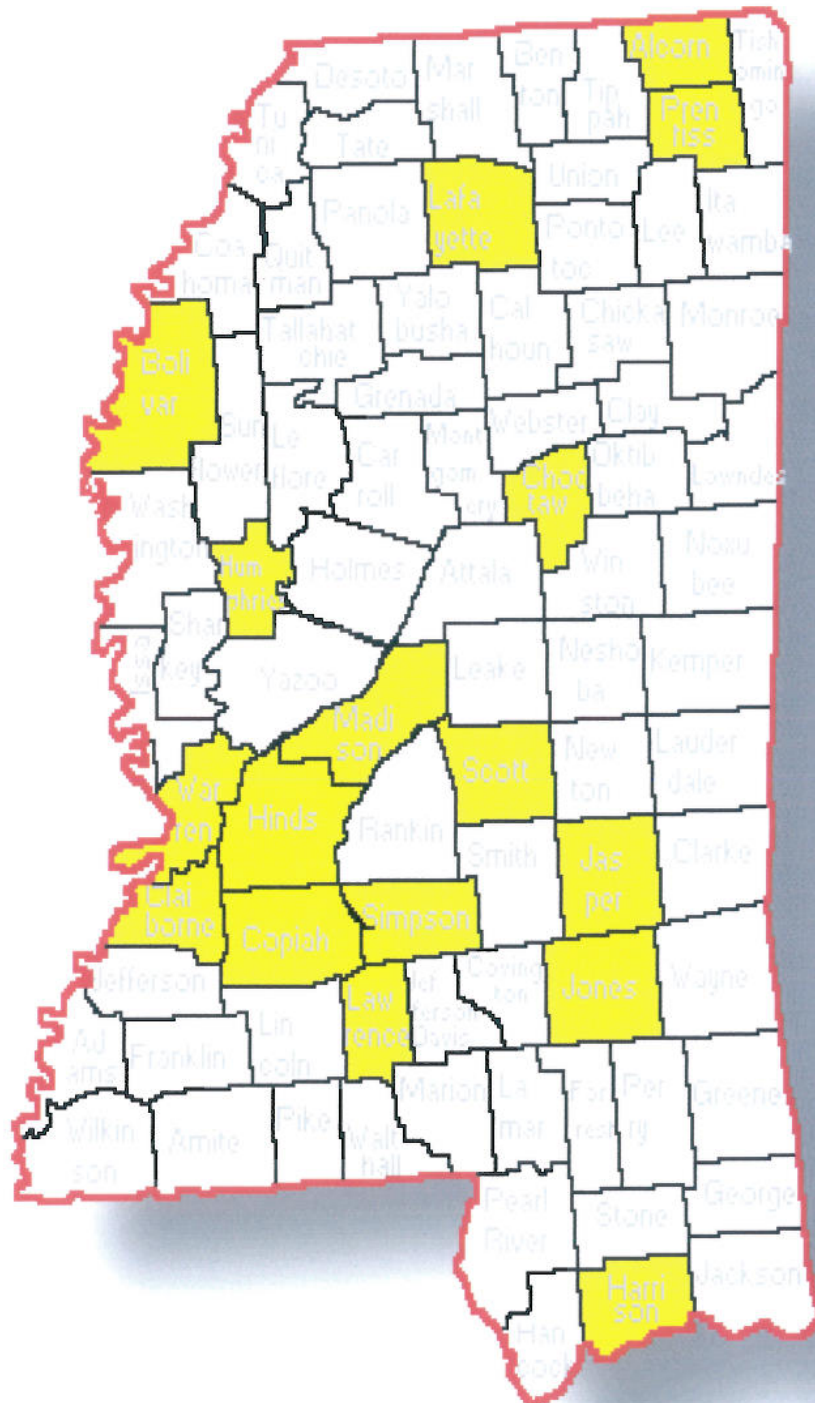 Desoto
Mar
shall
Ben
ton
Tip
pah
Alcorn
Tish
omin
go
Pren
tiss
Tu
ni
ca
Tate
Panola
Lafa
yette
Union
Ponto
toc
Lee
Ita
wamba
Coa
homa
Quit
man
Yalo
busha
Cal
houn
Chicka
saw
Monroe
Tallahat
chie
Boli
var
Sun
flower
Le
flore
Grenada
Car
roll
Mont
gom
ery
Webster
Clay
Choc
taw
Oktib
beha
Lowndes
Wash
ington
Hum
phries
Holmes
Attala
Win
ston
Noxu
bee
Shar
key
Issa
Yazoo
Leake
Nesho
ba
Kemper
Madi
son
Scott
New
ton
Lauder
dale
War
ren
Hinds
Rankin
Smith
Jas
per
Clarke
Clai
borne
Copiah
Simpson
Jefferson
Lin
coln
Law
rence
Jef
ferson
Davis
Coving
ton
Jones
Wayne
Ad
ams
Franklin
Wilkin
son
Amite
Pike
Walt
hall
Marion
La
mar
For
rest
Per
ry
Greene
Pearl
River
Stone
George
Jackson
Harri
son
Han
cock